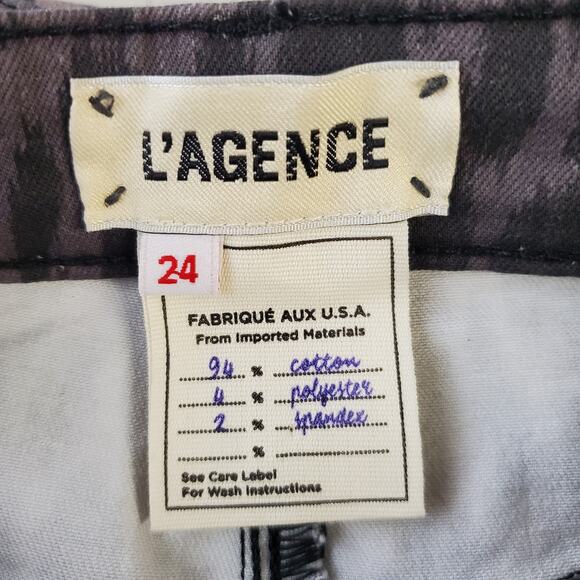 L'AGENCE
24
FABRIQUÉ AUX U.S.A.
From Imported Materials
94 % cotton
4 % polyester
2 % spandex
%
See Care Label
For Wash Instructions